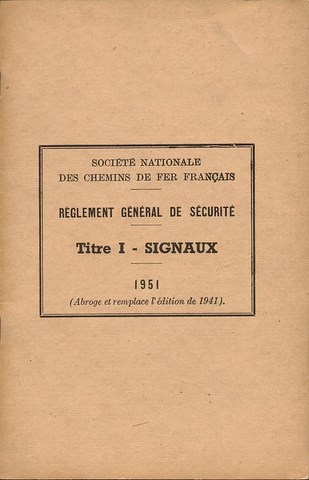 SOCIÉTÉ NATIONALE
DES CHEMINS DE FER FRANÇAIS
RÈGLEMENT GÉNÉRAL DE SÉCURITÉ
Titre I - SIGNAUX
1951
(Abroge et remplace l'édition de 1941).